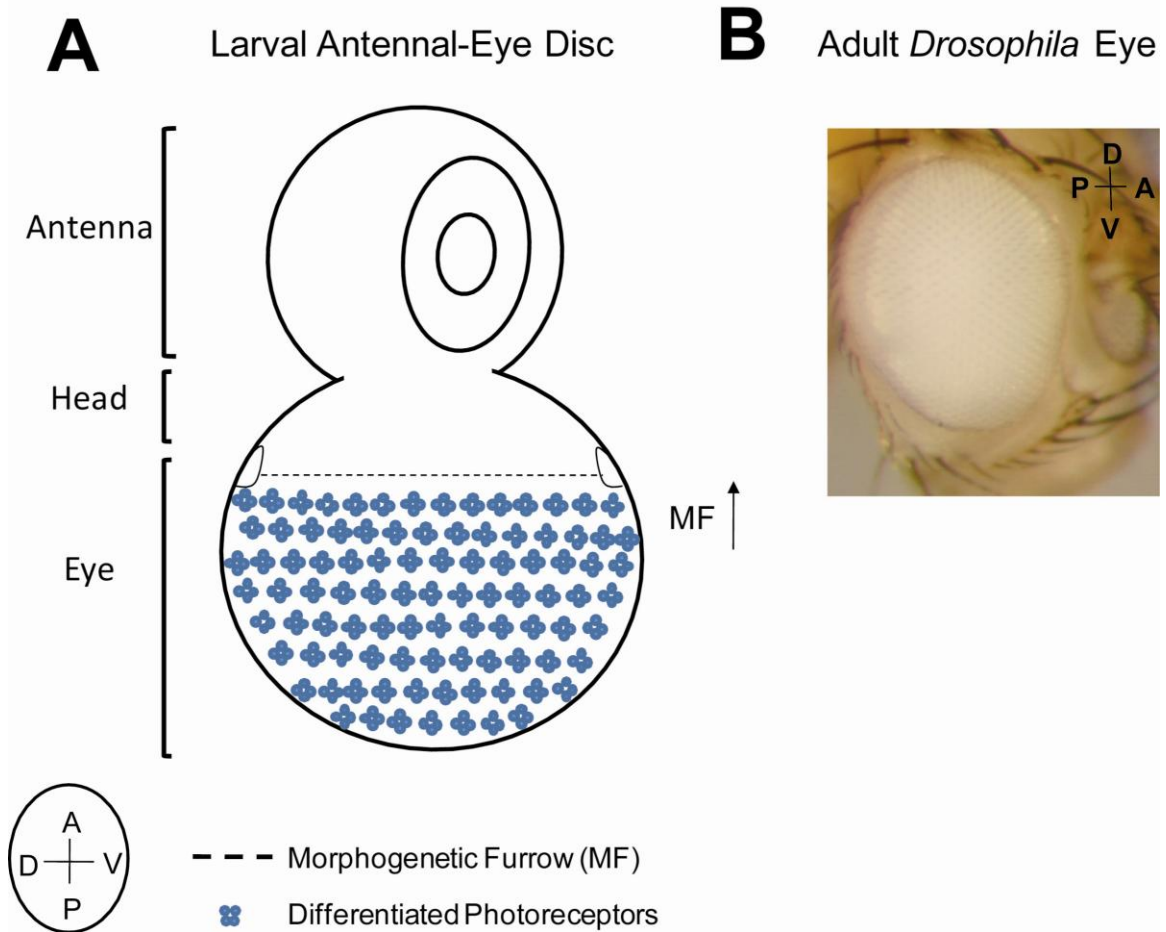 A Larval Antennal-Eye Disc
B Adult Drosophila Eye
Antenna
Head
Eye
MF
D
P A
V
A
D V
P
Morphogenetic Furrow (MF)
Differentiated Photoreceptors